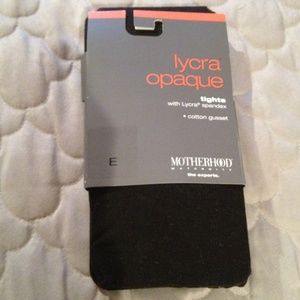 lycra
opaque
tights
with Lycra® spandex
• cotton gusset
E
MOTHERHOOD®
MATERNITY
the experts.